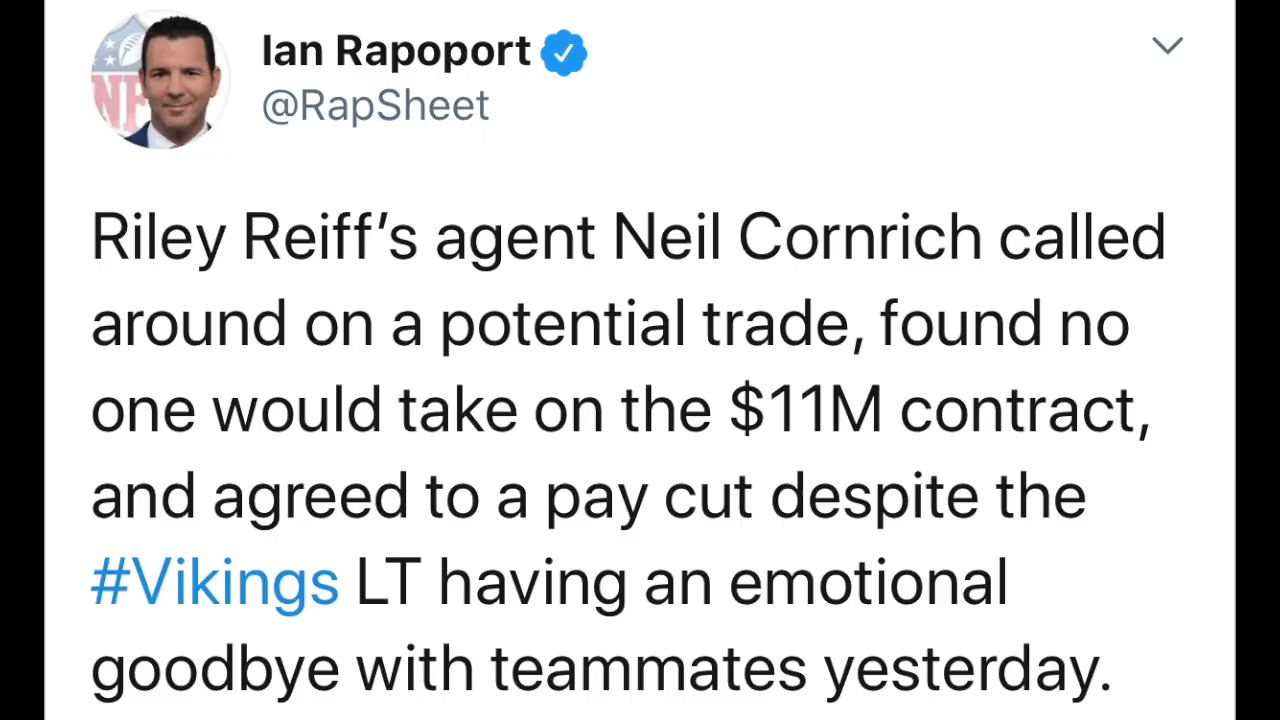 Ian Rapoport
@RapSheet
Riley Reiff’s agent Neil Cornrich called
around on a potential trade, found no
one would take on the $11M contract,
and agreed to a pay cut despite the
#Vikings LT having an emotional
goodbye with teammates yesterday.